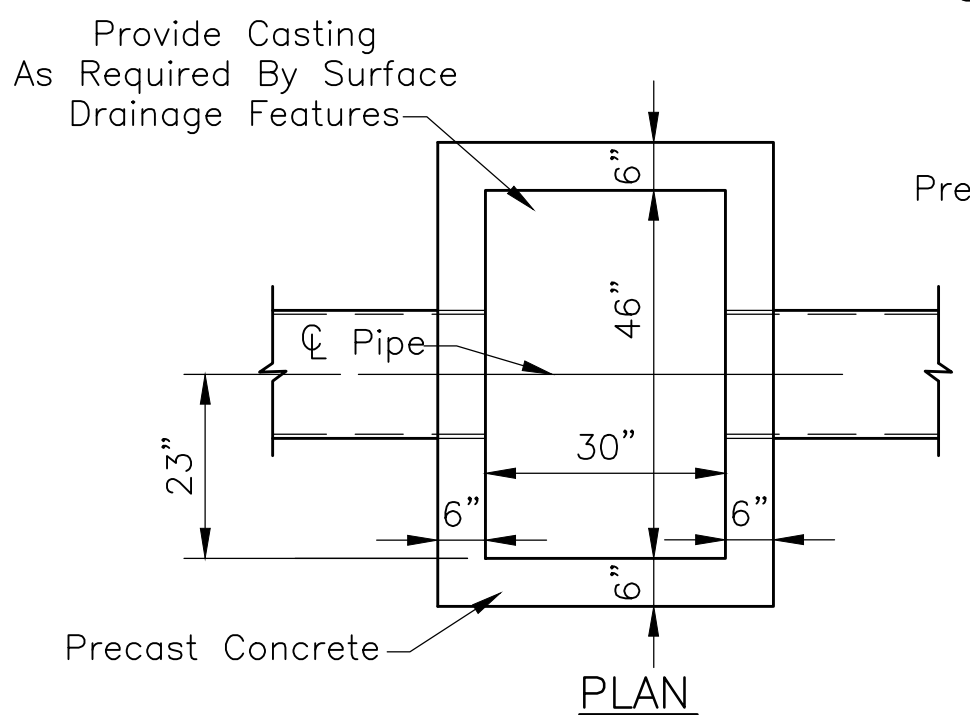 Provide Casting
As Required By Surface
Drainage Features
6”
Pre
46”
℄ Pipe
23”
30”
6”
6”
6”
Precast Concrete
PLAN